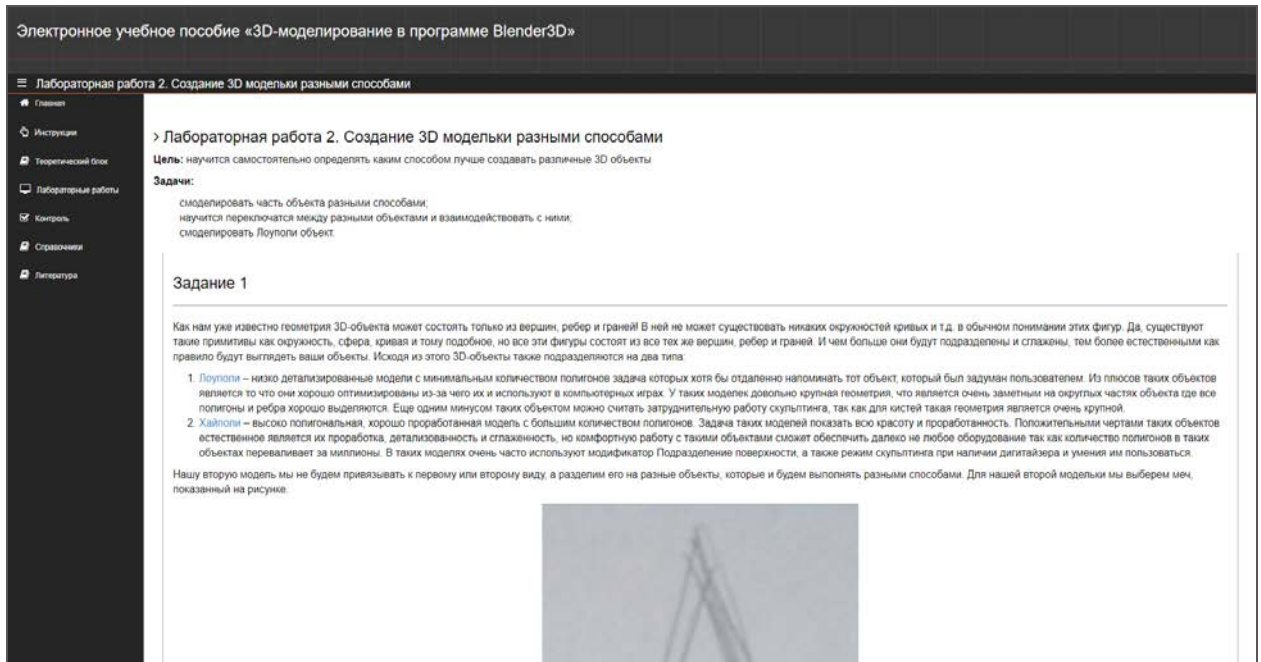 Электронное учебное пособие «3D-моделирование в программе Blender3D»
Лабораторная работа 2. Создание 3D модельки разными способами
Главная
Инструкции
Теоретический блок
Лабораторные работы
Контроль
Справочники
Литература
Лабораторная работа 2. Создание 3D модельки разными способами
Цель: научится самостоятельно определять каким способом лучше создавать различные 3D объекты
Задачи:
смоделировать часть объекта разными способами;
научится переключатся между разными объектами и взаимодействовать с ними;
смоделировать Лоуполи объект.
Задание 1
Как нам уже известно геометрия 3D-объекта может состоять только из вершин, ребер и граней! В ней не может существовать никаких окружностей кривых и т.д. в обычном понимании этих фигур. Да, существуют
такие примитивы как окружность, сфера, кривая и тому подобное, но все эти фигуры состоят из все тех же вершин, ребер и граней. И чем больше они будут подразделены и сглажены, тем более естественными как
правило будут выглядеть ваши объекты. Исходя из этого 3D-объекты также подразделяются на два типа:
1. Лоуполи – низко детализированные модели с минимальным количеством полигонов задача которых хотя бы отдаленно напоминать тот объект, который был задуман пользователем. Из плюсов таких объектов
является то что они хорошо оптимизированы из-за чего их и используют в компьютерных играх. У таких моделек довольно крупная геометрия, что является очень заметным на округлых частях объекта где все
полигоны и ребра хорошо выделяются. Еще одним минусом таких объектом можно считать затруднительную работу скульптинга, так как для кистей такая геометрия является очень крупной.
2. Хайполи – высоко полигональная, хорошо проработанная модель с большим количеством полигонов. Задача таких моделей показать всю красоту и проработанность. Положительными чертами таких объектов
естественное является их проработка, детализованность и сглаженность, но комфортную работу с такими объектами сможет обеспечить далеко не любое оборудование так как количество полигонов в таких
объектах переваливает за миллионы. В таких моделях очень часто используют модификатор Подразделение поверхности, а также режим скульптинга при наличии дигитайзера и умения им пользоваться.
Нашу вторую модель мы не будем привязывать к первому или второму виду, а разделим его на разные объекты, которые и будем выполнять разными способами. Для нашей второй модельки мы выберем меч,
показанный на рисунке.